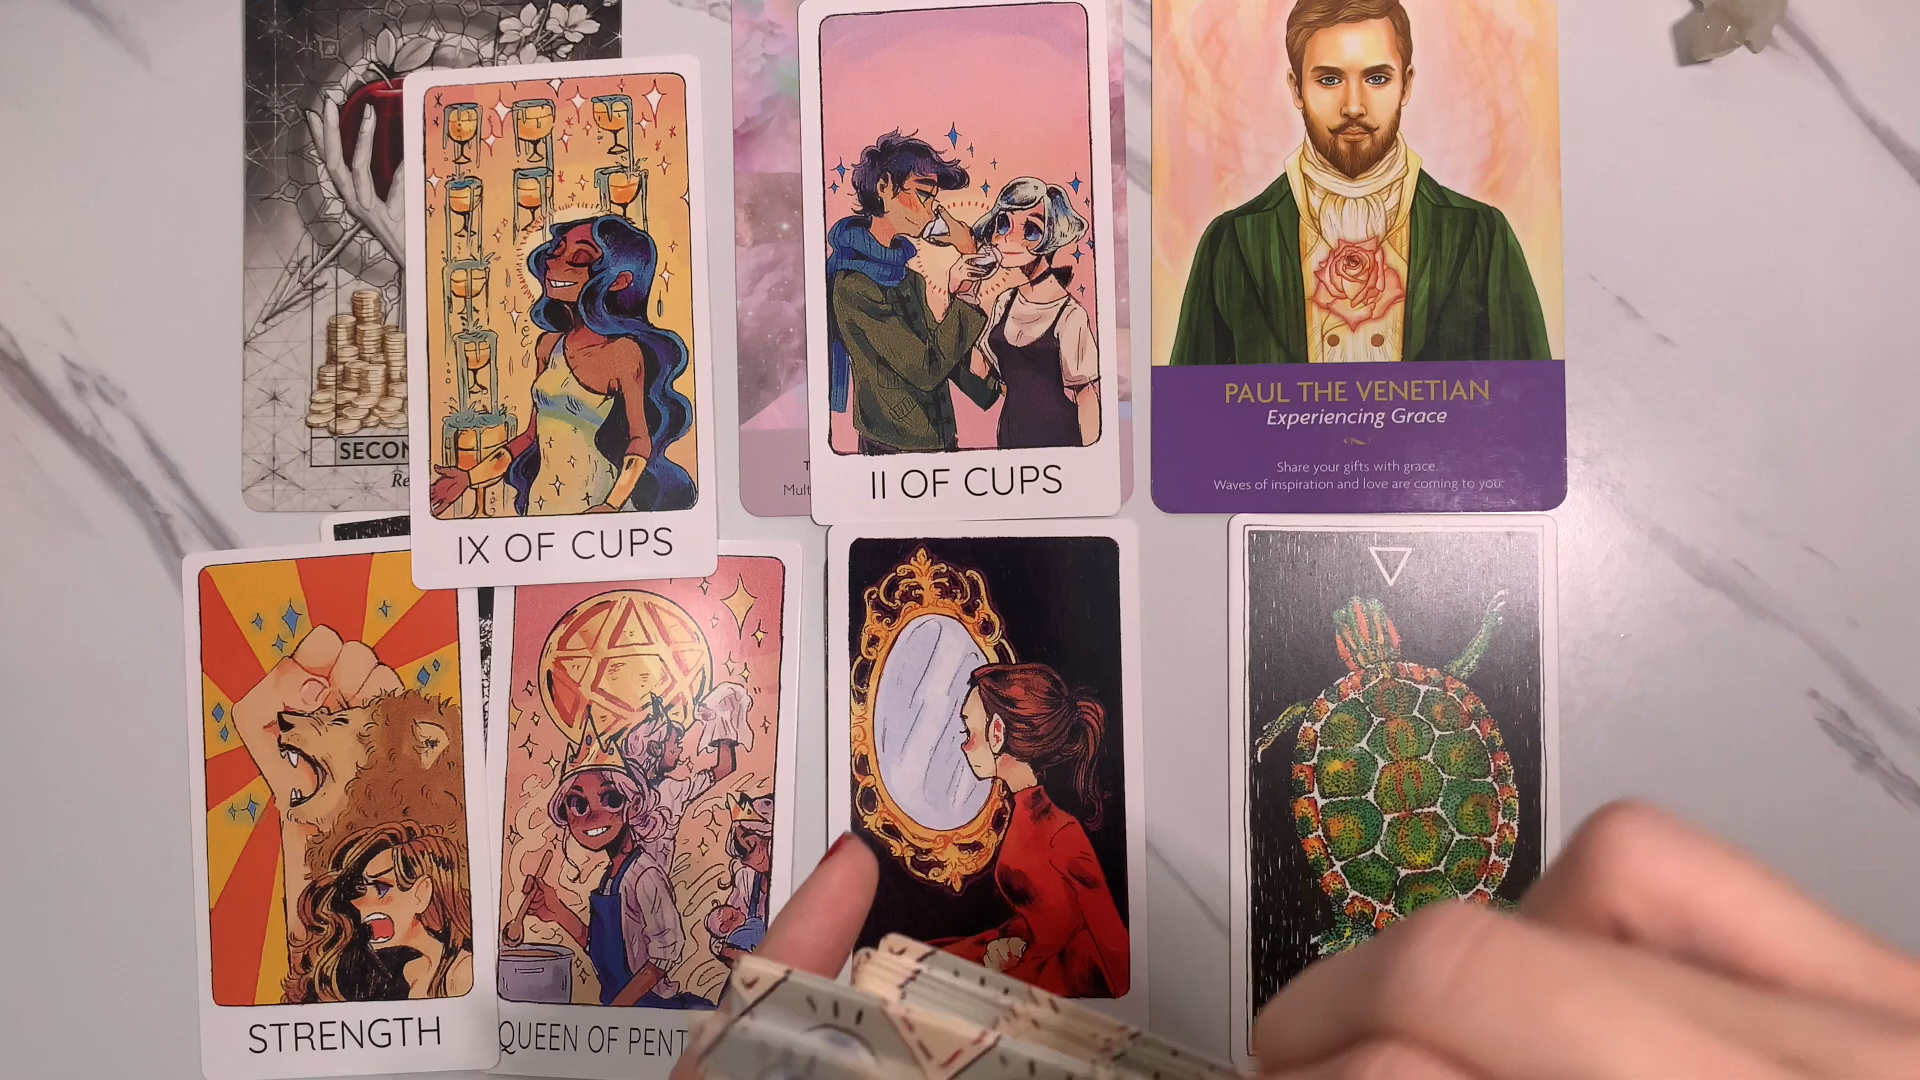 SECON
Re
IX OF CUPS
T
Mult
II OF CUPS
PAUL THE VENETIAN
Experiencing Grace
Share your gifts with grace.
Waves of inspiration and love are coming to you.
STRENGTH
QUEEN OF PENT